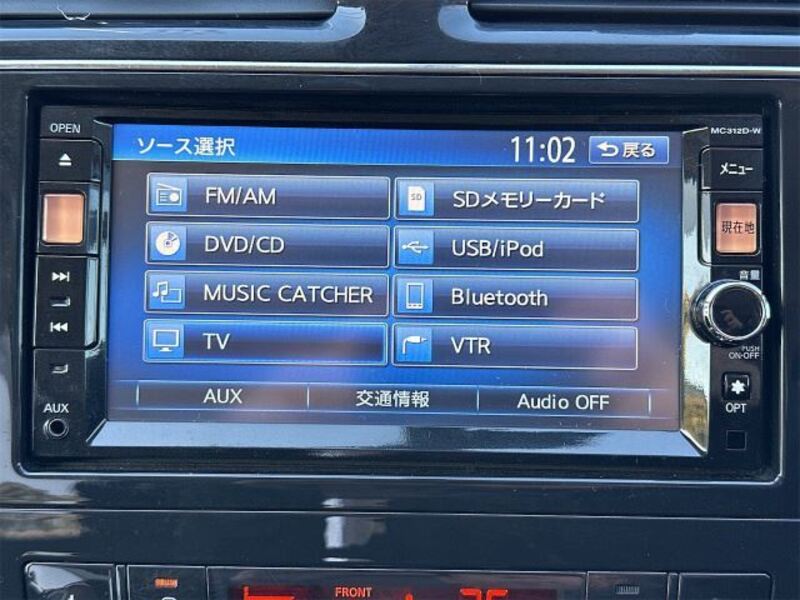 OPEN
MC312D-W
ソース選択 11:02 戻る
メニュー
FM/AM SDメモリーカード
SD
現在地
DVD/CD USB/iPod
音量
MUSIC CATCHER Bluetooth
TV VTR
PUSH
ON-OFF
AUX 交通情報 Audio OFF
AUX
OPT
FRONT